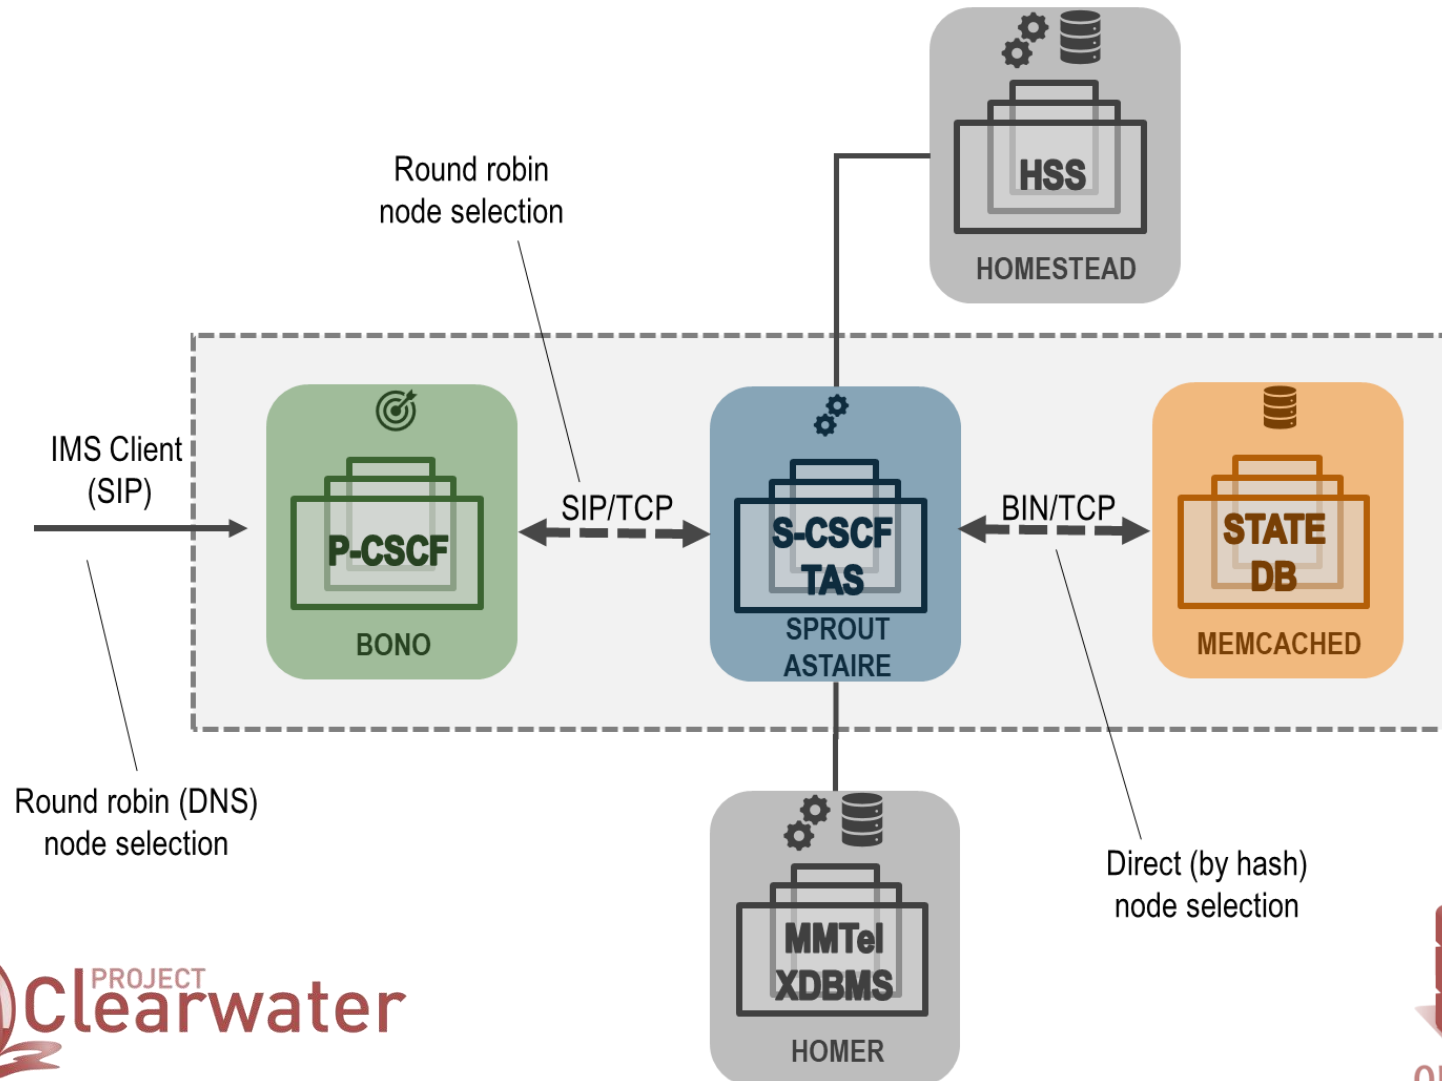 HSS
HOMESTEAD
Round robin
node selection
IMS Client
(SIP)
P-CSCF
BONO
SIP/TCP
S-CSCF
TAS
SPROUT
ASTAIRE
BIN/TCP
STATE
DB
MEMCACHED
Round robin (DNS)
node selection
Direct (by hash)
node selection
MMTel
XDBMS
HOMER
PROJECT
Clearwater